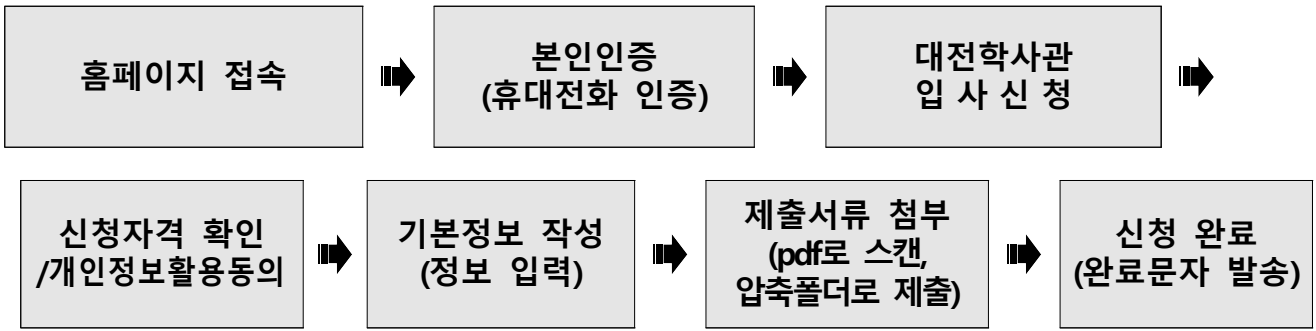 홈페이지 접속
본인인증
(휴대전화 인증)
대전학사관
입 사 신 청
신청자격 확인
/개인정보활용동의
기본정보 작성
(정보 입력)
제출서류 첨부
(pdf로 스캔,
압축폴더로 제출)
신청 완료
(완료문자 발송)